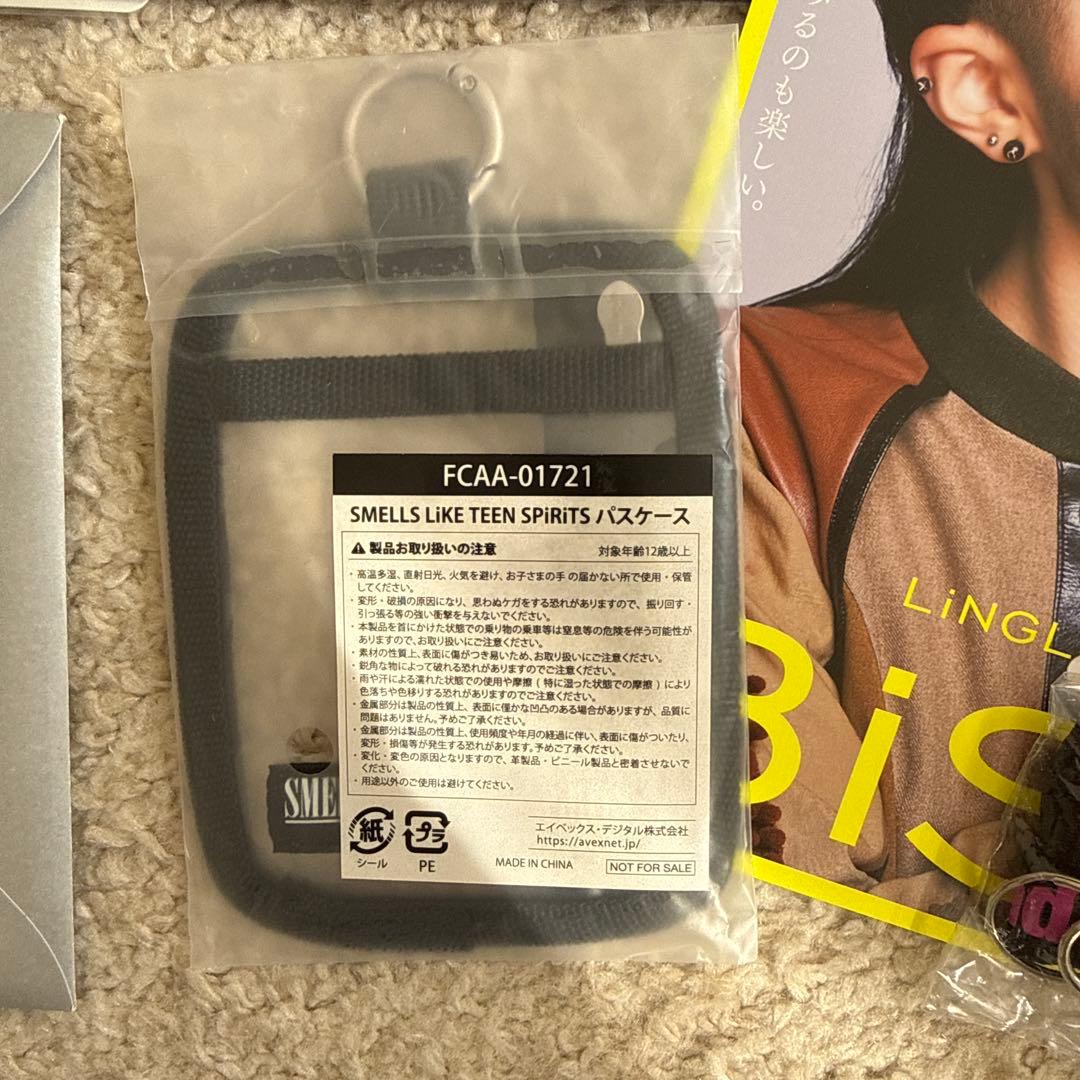 FCAA-01721
SMELLS LiKE TEEN SPiRiTS パスケース
製品お取り扱いの注意 対象年齢12歳以上
・高温多湿、直射日光、火気を避け、お子さまの手の届かない所で使用・保管
してください。
・変形・破損の原因になり、思わぬケガをする恐れがありますので、振り回す・
引っ張る等の強い衝撃を与えないでください。
・本製品を首にかけた状態での乗り物の乗車等は窒息等の危険を伴う可能性が
ありますので、お取り扱いにご注意ください。
・素材の性質上、表面に傷がつき易いため、お取り扱いにご注意ください。
・鋭角な物によって破れる恐れがありますのでご注意ください。
・雨や汗による濡れた状態での使用や摩擦(特に湿った状態での摩擦)により
色落ちや色移りする恐れがありますのでご注意ください。
・金属部分は製品の性質上、表面に僅かな凹凸のある場合がありますが、品質に
問題はありません。予めご了承ください。
・金属部分は製品の性質上、使用頻度や年月の経過に伴い、表面に傷がついたり、
変形・損傷等が発生する恐れがあります。予めご了承ください。
・変化・変色の原因となりますので、革製品・ビニール製品と密着させないで
ください。
・用途以外のご使用は避けてください。
紙
シール
プラ
PE
エイベックス・デジタル株式会社
https://avexnet.jp/
MADE IN CHINA
NOT FOR SALE
SME
るのも楽しい。
LiNGL
Bis